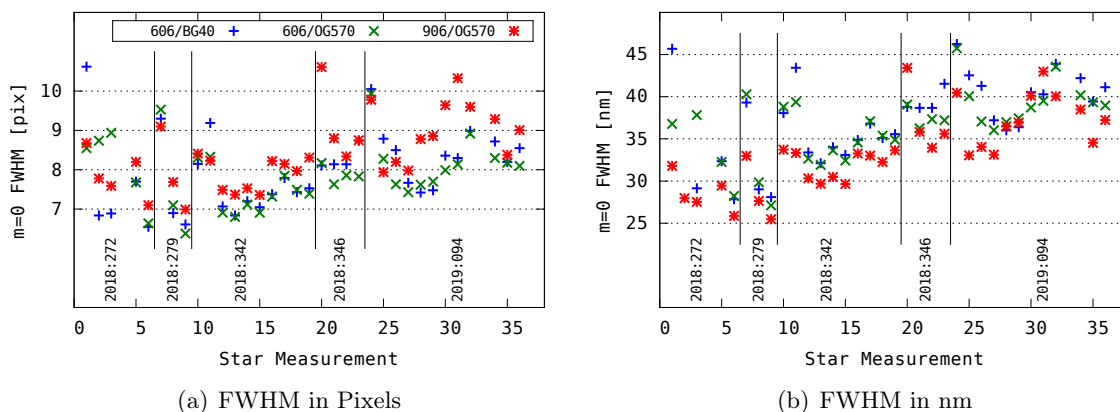 606/BG40 606/OG570 906/OG570
m=0 FWHM [pix]
10
9
8
7
2018:272 2018:279 2018:342 2018:346 2019:094
0 5 10 15 20 25 30 35
Star Measurement
(a) FWHM in Pixels
m=0 FWHM [nm]
45
40
35
30
25
2018:272 2018:279 2018:342 2018:346 2019:094
0 5 10 15 20 25 30 35
Star Measurement
(b) FWHM in nm